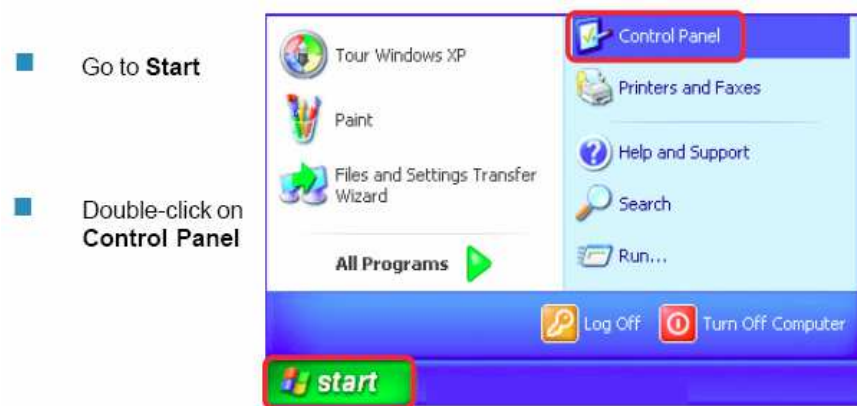 Go to Start
Double-click on
Control Panel
Tour Windows XP
Paint
Files and Settings Transfer
Wizard
All Programs
Control Panel
Printers and Faxes
Help and Support
Search
Run...
Log Off
Turn Off Computer
start